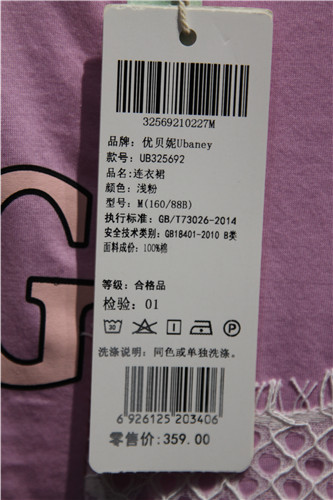 32569210227M
品牌：优贝妮Ubaney
款号：UB325692
品名：连衣裙
颜色：浅粉
型号：M(160/88B)
执行标准：GB/T73026-2014
安全技术类别：GB18401-2010 B类
面料成份：100%棉
等级：合格品
检验：01
洗涤说明：同色或单独洗涤。
6 926125 203406
零售价:359.00
G